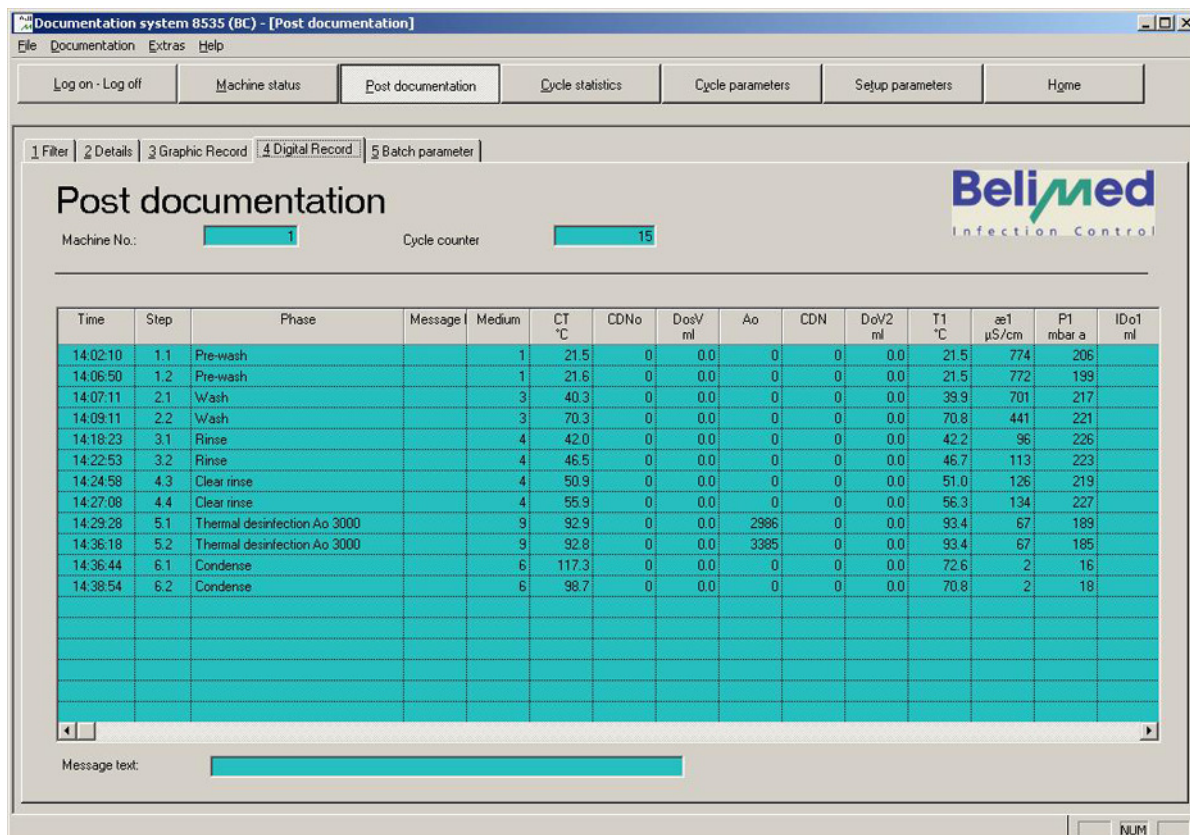 Documentation system 8535 (BC) - [Post documentation]
File Documentation Extras Help
Log on - Log off Machine status Post documentation Cycle statistics Cycle parameters Setup parameters Home
1 Filter 2 Details 3 Graphic Record 4 Digital Record 5 Batch parameter
Belimed
Infection Control
Post documentation
Machine No.: 1 Cycle counter 15
Time Step Phase Message Medium CT CDNo DosV Ao CDN DoV2 T1 æ1 P1 IDo1
°C ml ml °C µS/cm mbar a ml
14:02:10 1.1 Pre-wash 1 21.5 0 0.0 0 0 0.0 21.5 774 206
14:06:50 1.2 Pre-wash 1 21.6 0 0.0 0 0 0.0 21.5 772 199
14:07:11 2.1 Wash 3 40.3 0 0.0 0 0 0.0 39.9 701 217
14:09:11 2.2 Wash 3 70.3 0 0.0 0 0 0.0 70.8 441 221
14:18:23 3.1 Rinse 4 42.0 0 0.0 0 0 0.0 42.2 96 226
14:22:53 3.2 Rinse 4 46.5 0 0.0 0 0 0.0 46.7 113 223
14:24:58 4.3 Clear rinse 4 50.9 0 0.0 0 0 0.0 51.0 126 219
14:27:08 4.4 Clear rinse 4 55.9 0 0.0 0 0 0.0 56.3 134 227
14:29:28 5.1 Thermal desinfection Ao 3000 9 92.9 0 0.0 2986 0 0.0 93.4 67 189
14:36:18 5.2 Thermal desinfection Ao 3000 9 92.8 0 0.0 3385 0 0.0 93.4 67 185
14:36:44 6.1 Condense 6 117.3 0 0.0 0 0 0.0 72.6 2 16
14:38:54 6.2 Condense 6 98.7 0 0.0 0 0 0.0 70.8 2 18
Message text:
NUM